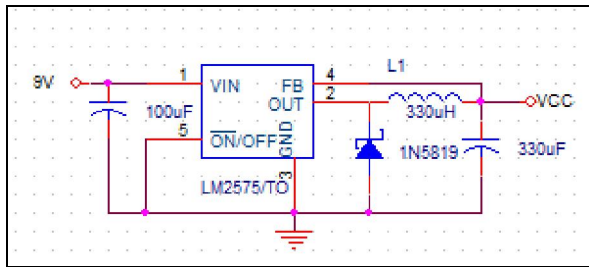 L1
9V
1
VIN
FB
4
OUT
2
VCC
100uF
330uH
5
ON/OFF
GND
1N5819
330uF
LM2575/TO
3